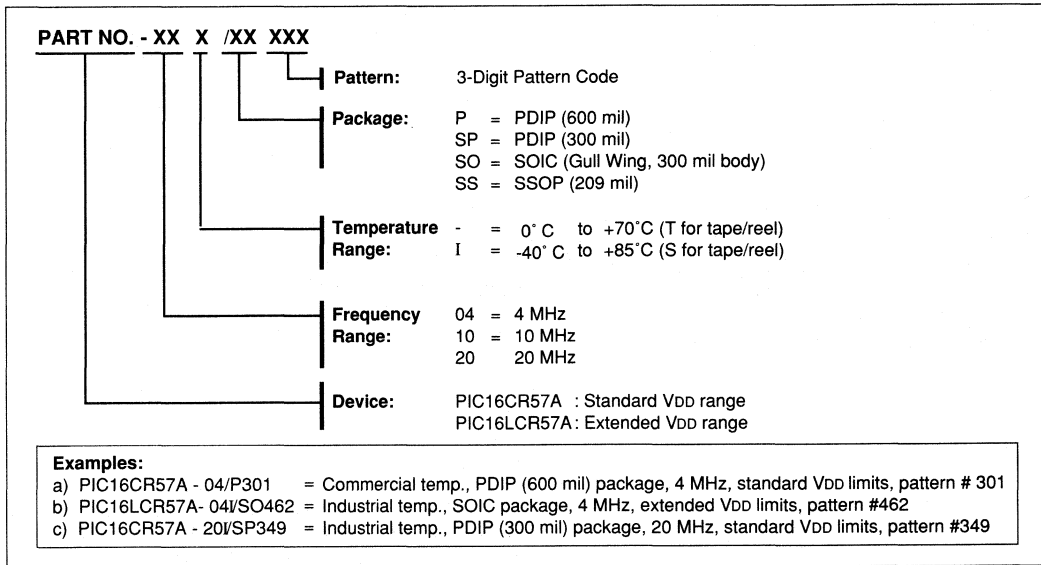 PART NO. - XX X /XX XXX
Pattern: 3-Digit Pattern Code
Package: P = PDIP (600 mil)
SP = PDIP (300 mil)
SO = SOIC (Gull Wing, 300 mil body)
SS = SSOP (209 mil)
Temperature - = 0°C to +70°C (T for tape/reel)
Range: I = -40°C to +85°C (S for tape/reel)
Frequency 04 = 4 MHz
Range: 10 = 10 MHz
20 20 MHz
Device: PIC16CR57A : Standard VDD range
PIC16LCR57A : Extended VDD range
Examples:
a) PIC16CR57A - 04/P301 = Commercial temp., PDIP (600 mil) package, 4 MHz, standard VDD limits, pattern # 301
b) PIC16LCR57A- 04I/SO462 = Industrial temp., SOIC package, 4 MHz, extended VDD limits, pattern #462
c) PIC16CR57A - 20I/SP349 = Industrial temp., PDIP (300 mil) package, 20 MHz, standard VDD limits, pattern #349